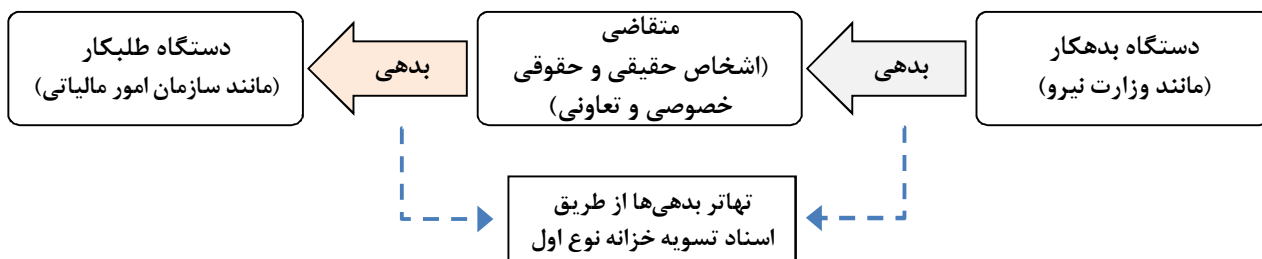 دستگاه بدهکار
(مانند وزارت نیرو)
بدهی
متقاضی
(اشخاص حقیقی و حقوقی
خصوصی و تعاونی)
بدهی
دستگاه طلبکار
(مانند سازمان امور مالیاتی)
تهاتر بدهی‌ها از طریق
اسناد تسویه خزانه نوع اول